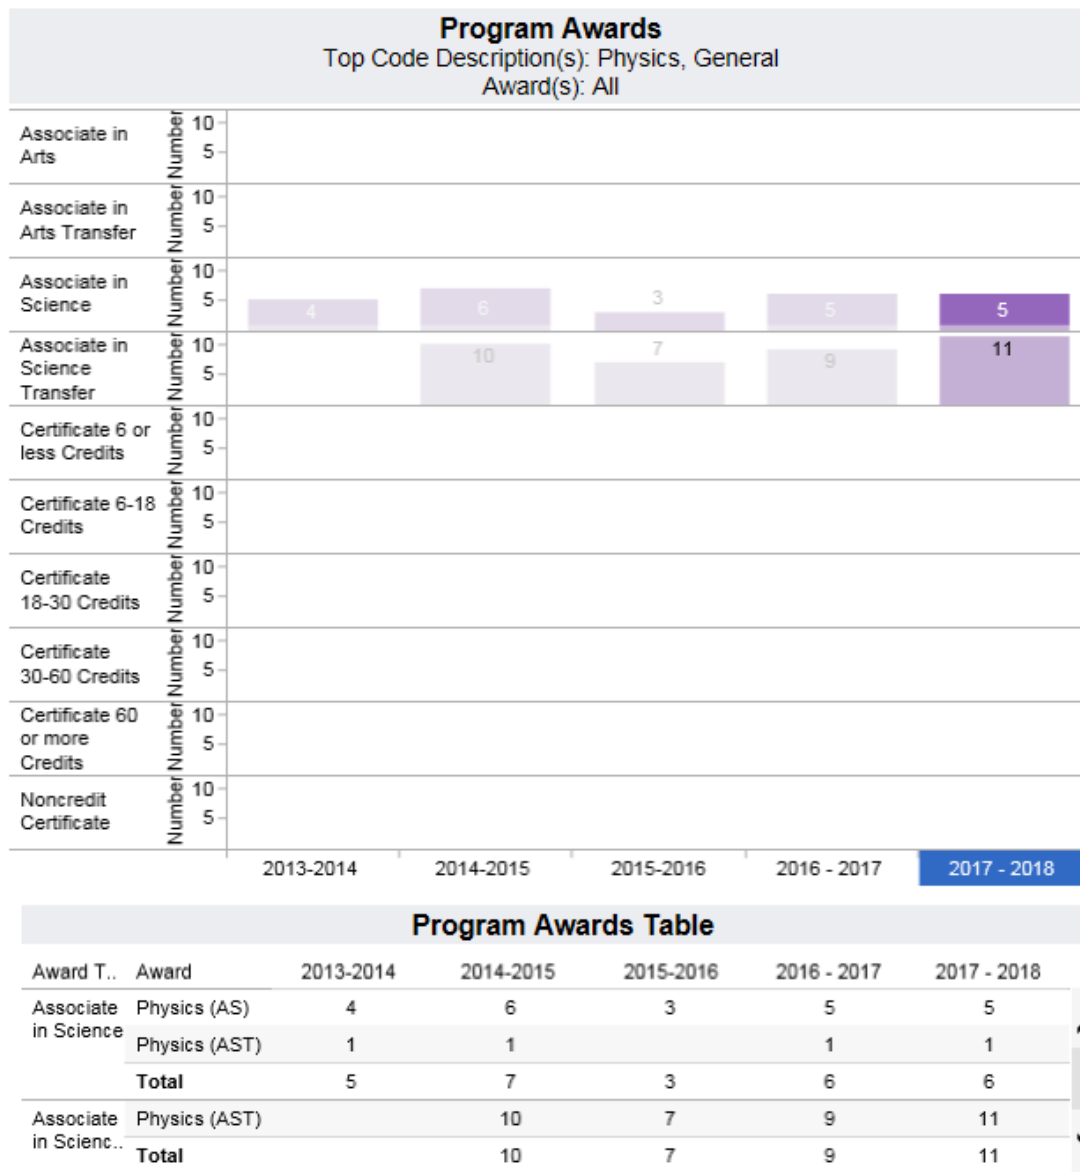 Program Awards
Top Code Description(s): Physics, General
Award(s): All
Associate in
Arts
Number
10
5
Associate in
Arts Transfer
Number
10
5
Associate in
Science
Number
10
5
4
6
3
5
5
Associate in
Science
Transfer
Number
10
5
10
7
9
11
Certificate 6 or
less Credits
Number
10
5
Certificate 6-18
Credits
Number
10
5
Certificate
18-30 Credits
Number
10
5
Certificate
30-60 Credits
Number
10
5
Certificate 60
or more
Credits
Number
10
5
Noncredit
Certificate
Number
10
5
2013-2014 2014-2015 2015-2016 2016 - 2017 2017 - 2018
Program Awards Table
Award T.. Award 2013-2014 2014-2015 2015-2016 2016 - 2017 2017 - 2018
Associate
in Science
Physics (AS) 4 6 3 5 5
Physics (AST) 1 1 1 1
Total 5 7 3 6 6
Associate
in Scienc..
Physics (AST) 10 7 9 11
Total 10 7 9 11